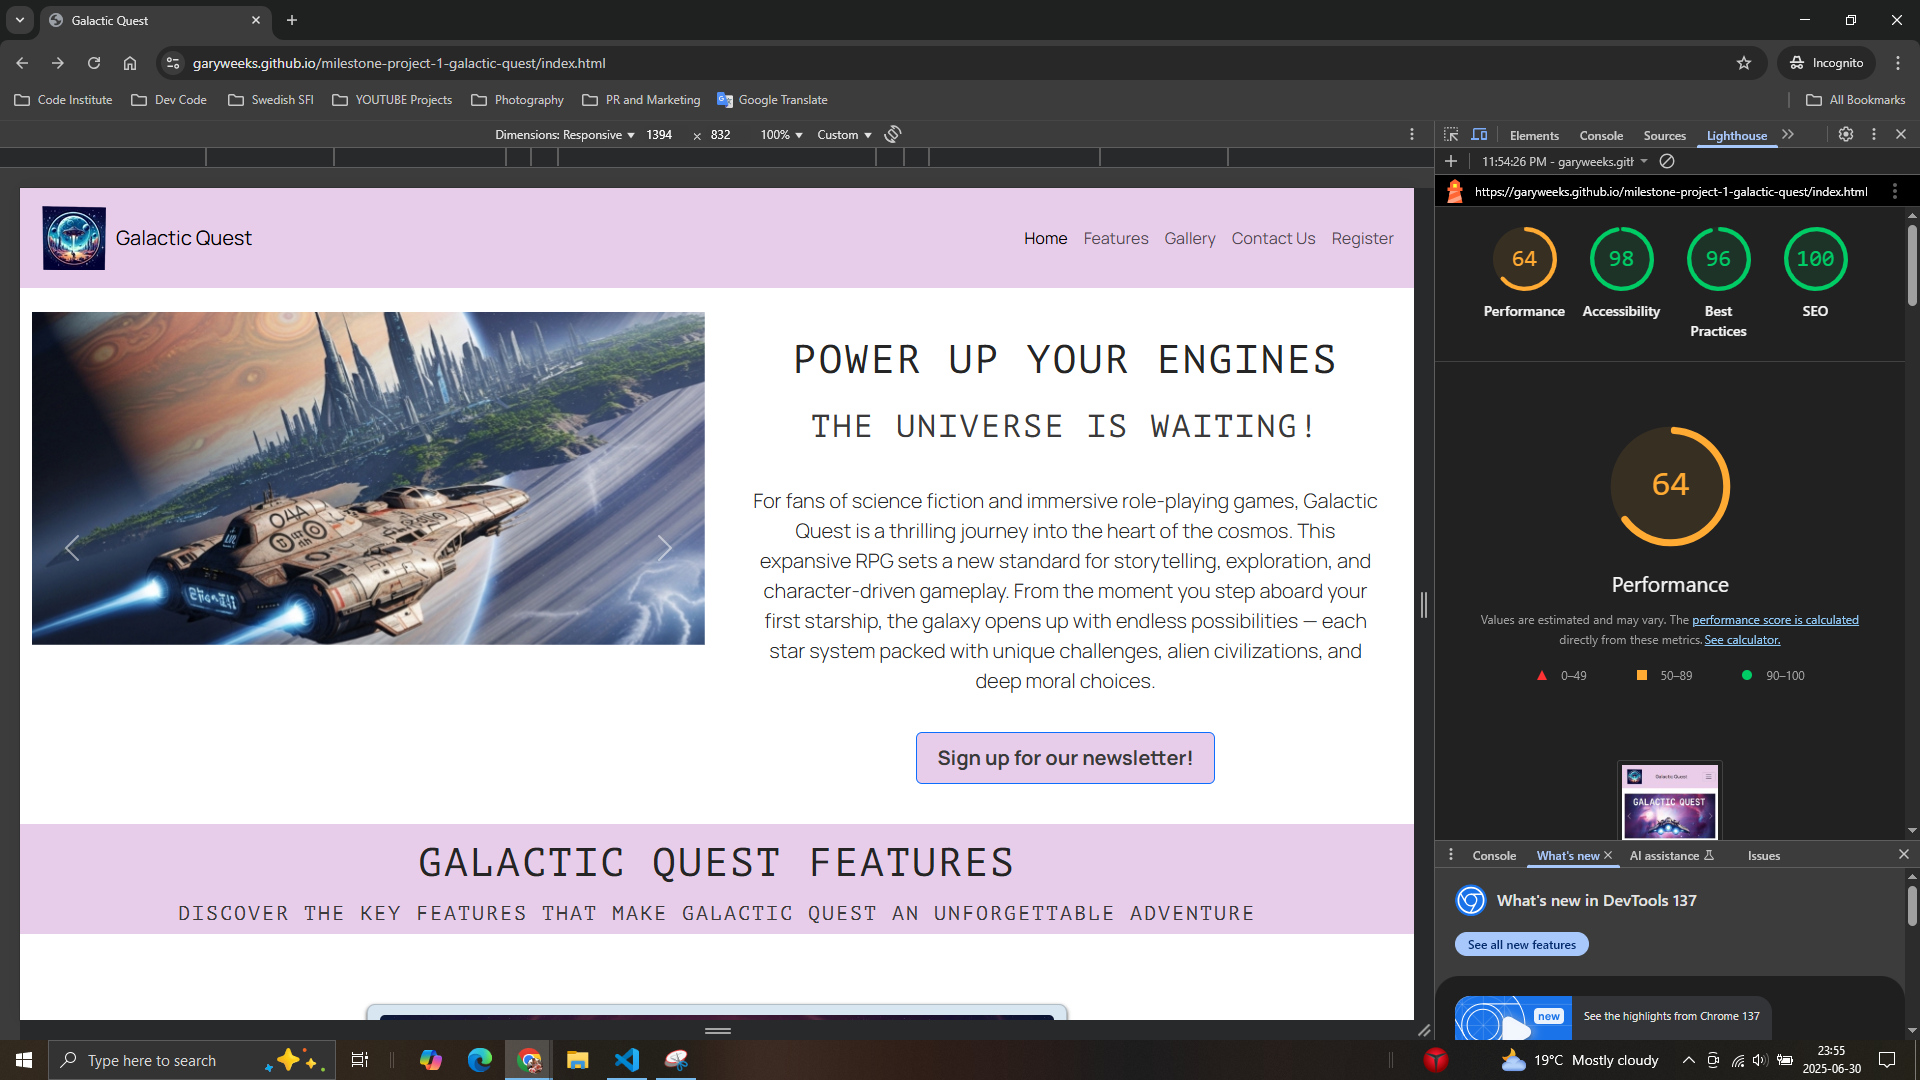 Galactic Quest
garyweeks.github.io/milestone-project-1-galactic-quest/index.html
Incognito
Code Institute
Dev Code
Swedish SFI
YOUTUBE Projects
Photography
PR and Marketing
Google Translate
All Bookmarks
Dimensions: Responsive
1394
×
832
100%
Custom
Elements
Console
Sources
Lighthouse
11:54:26 PM - garyweeks.gith
https://garyweeks.github.io/milestone-project-1-galactic-quest/index.html
Galactic Quest
Home
Features
Gallery
Contact Us
Register
POWER UP YOUR ENGINES
THE UNIVERSE IS WAITING!
For fans of science fiction and immersive role-playing games, Galactic
Quest is a thrilling journey into the heart of the cosmos. This
expansive RPG sets a new standard for storytelling, exploration, and
character-driven gameplay. From the moment you step aboard your
first starship, the galaxy opens up with endless possibilities — each
star system packed with unique challenges, alien civilizations, and
deep moral choices.
Sign up for our newsletter!
GALACTIC QUEST FEATURES
DISCOVER THE KEY FEATURES THAT MAKE GALACTIC QUEST AN UNFORGETTABLE ADVENTURE
64
98
96
100
Performance
Accessibility
Best
Practices
SEO
64
Performance
Values are estimated and may vary. The performance score is calculated
directly from these metrics. See calculator.
0–49
50–89
90–100
Galactic Quest
GALACTIC QUEST
Console
What's new
AI assistance
Issues
What's new in DevTools 137
See all new features
new
See the highlights from Chrome 137
Type here to search
19°C Mostly cloudy
23:55
2025-06-30